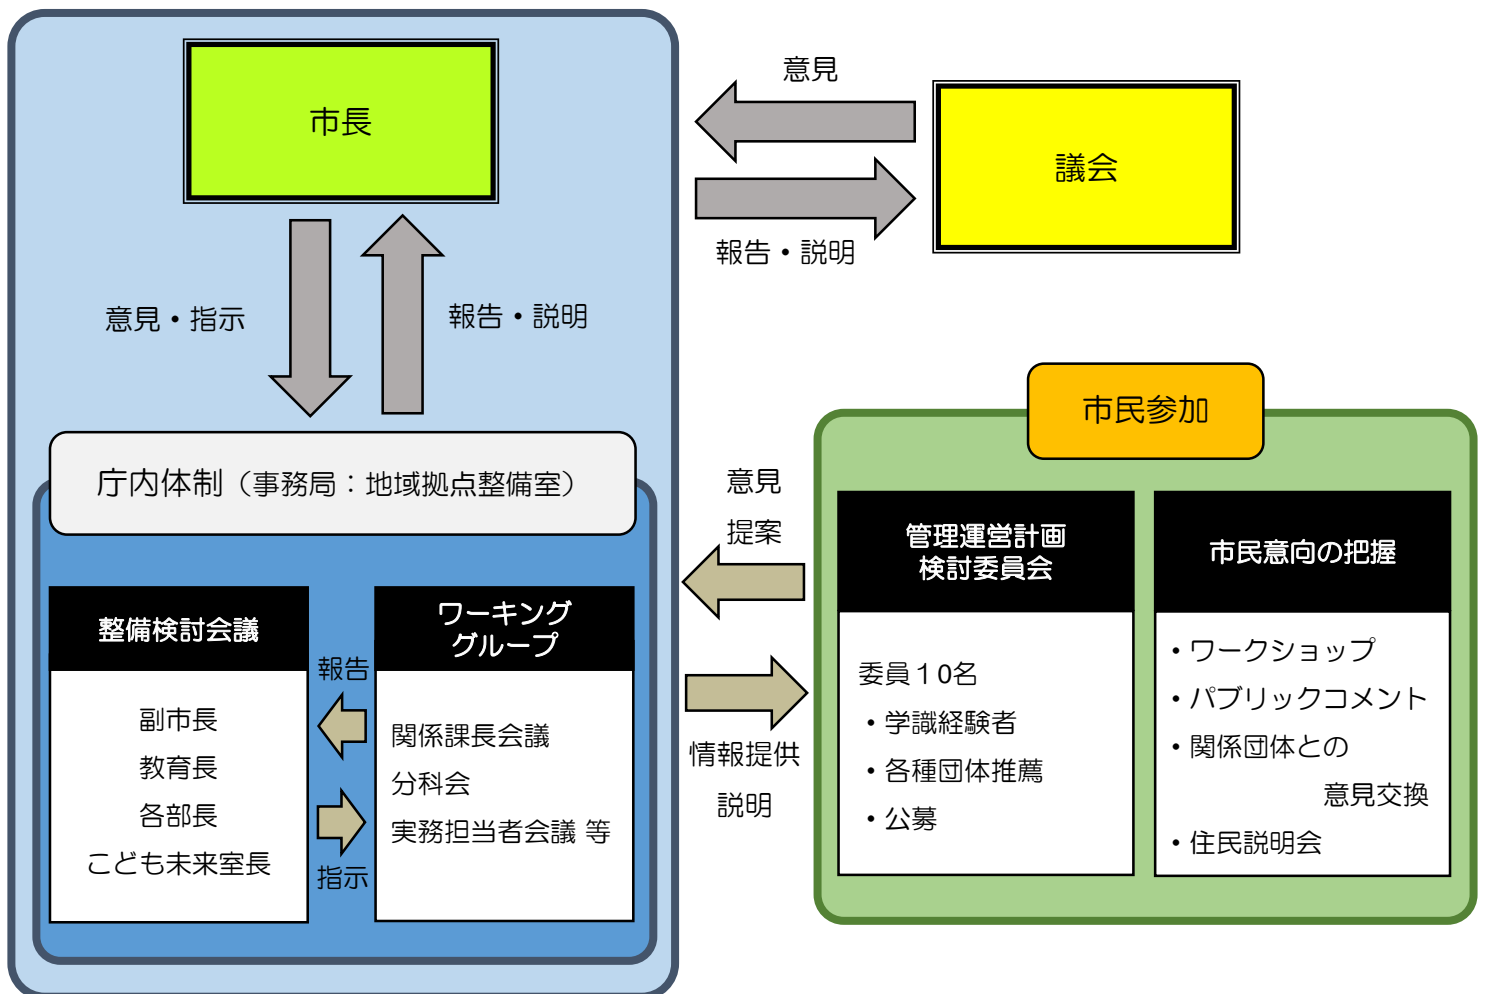 市長
意見
議会
報告・説明
意見・指示
報告・説明
庁内体制（事務局：地域拠点整備室）
整備検討会議
副市長
教育長
各部長
こども未来室長
報告
指示
ワーキング
グループ
関係課長会議
分科会
実務担当者会議 等
意見
提案
情報提供
説明
市民参加
管理運営計画
検討委員会
委員１０名
・学識経験者
・各種団体推薦
・公募
市民意向の把握
・ワークショップ
・パブリックコメント
・関係団体との
意見交換
・住民説明会